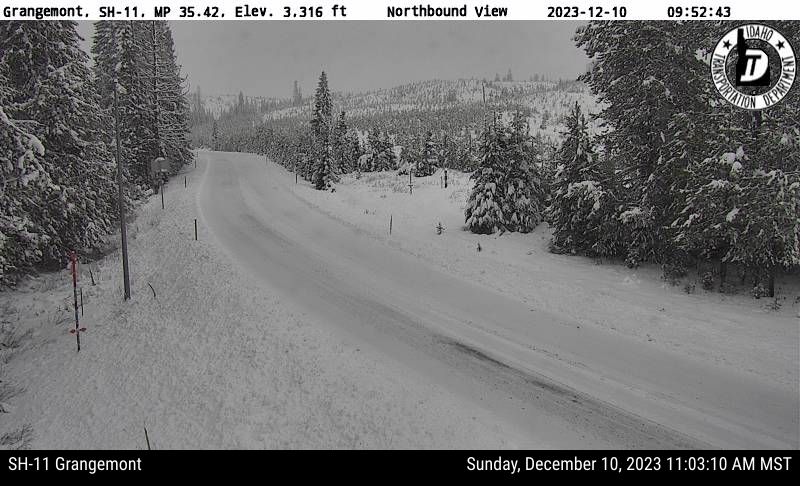 Grangemont, SH-11, MP 35.42, Elev. 3,316 ft Northbound View 2023-12-10 09:52:43
IDAHO
TRANSPORTATION DEPARTMENT
SH-11 Grangemont Sunday, December 10, 2023 11:03:10 AM MST